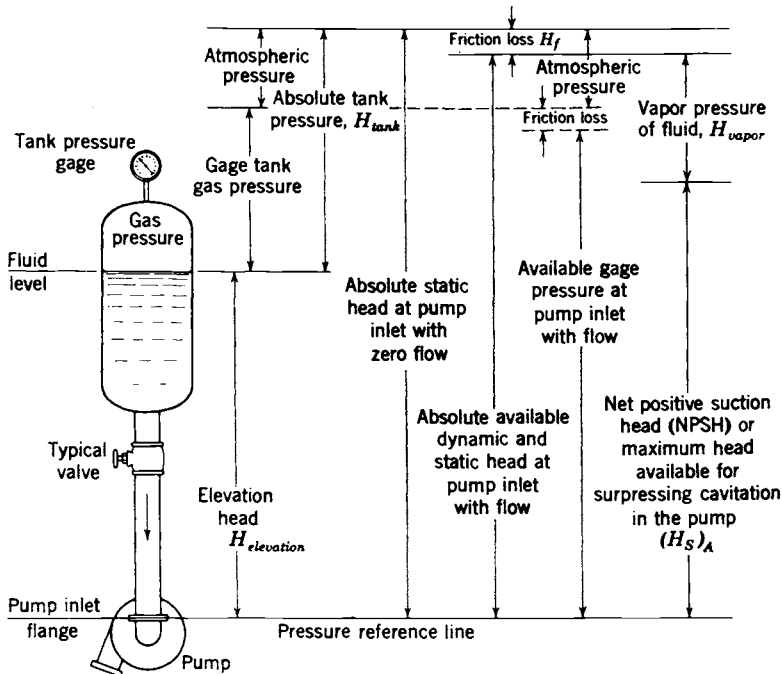 Friction loss H_f
Atmospheric
pressure
Atmospheric
pressure
Absolute tank
pressure, H_tank
Friction loss
Vapor pressure
of fluid, H_vapor
Tank pressure
gage
Gage tank
gas pressure
Gas
pressure
Fluid
level
Absolute static
head at pump
inlet with
zero flow
Available gage
pressure at
pump inlet
with flow
Absolute available
dynamic and
static head at
pump inlet
with flow
Net positive suction
head (NPSH) or
maximum head
available for
surpressing cavitation
in the pump
(H_S)_A
Typical
valve
Elevation
head
H_elevation
Pump inlet
flange
Pressure reference line
Pump